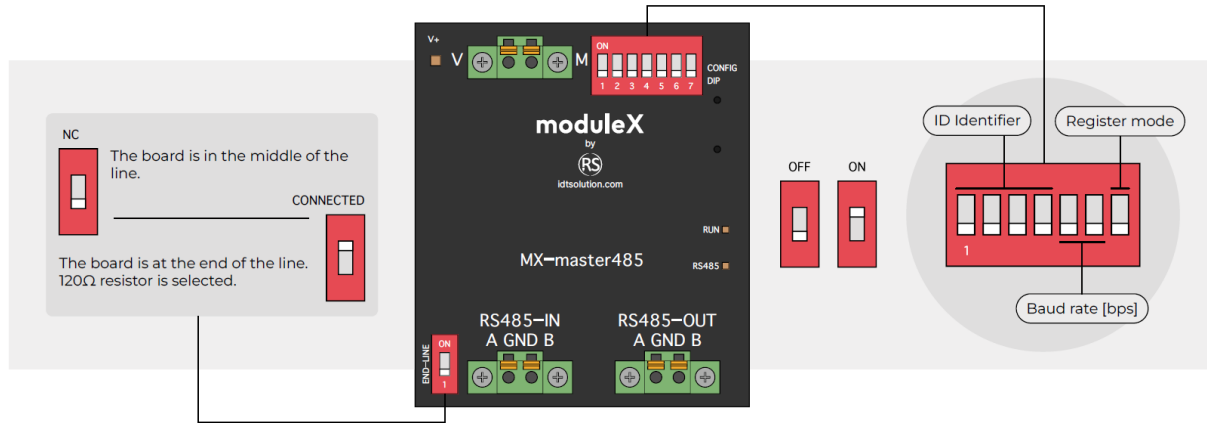 NC
The board is in the middle of the
line.
CONNECTED
The board is at the end of the line.
120Ω resistor is selected.
V+
V
M
ON
1 2 3 4 5 6 7
CONFIG
DIP
moduleX
by
RS
idtsolution.com
RUN
MX-master485
RS485
RS485-IN
A GND B
RS485-OUT
A GND B
END-LINE
ON
1
OFF
ON
ID Identifier
Register mode
1
Baud rate [bps]